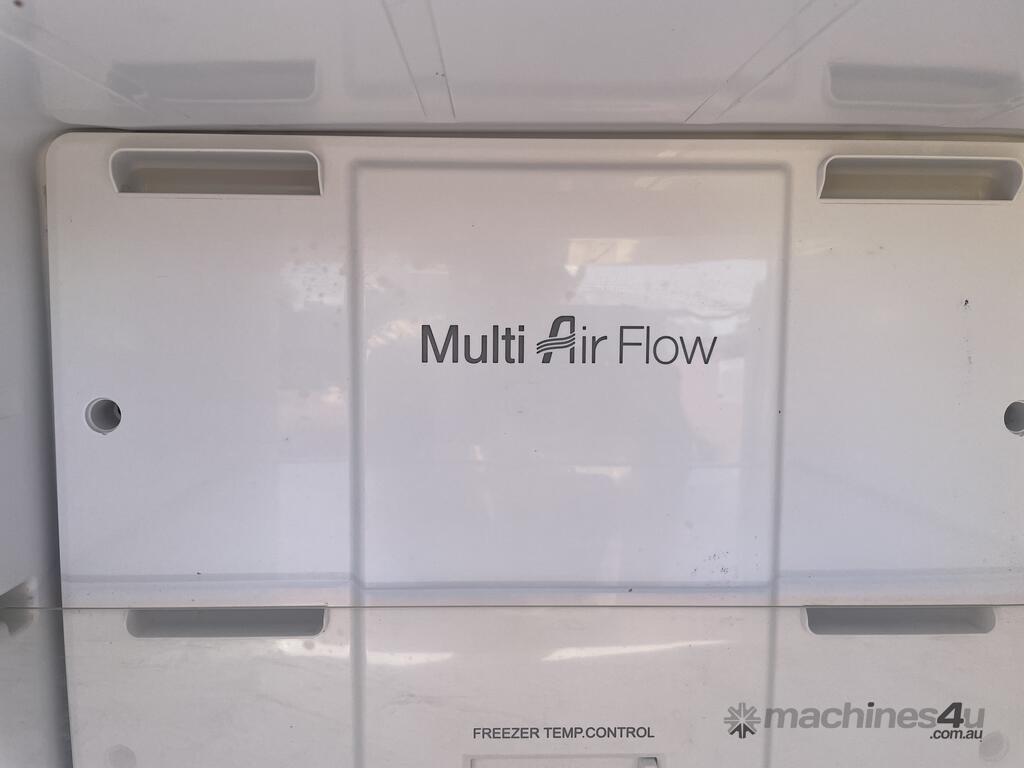 Multi Air Flow
FREEZER TEMP.CONTROL
machines4u
.com.au